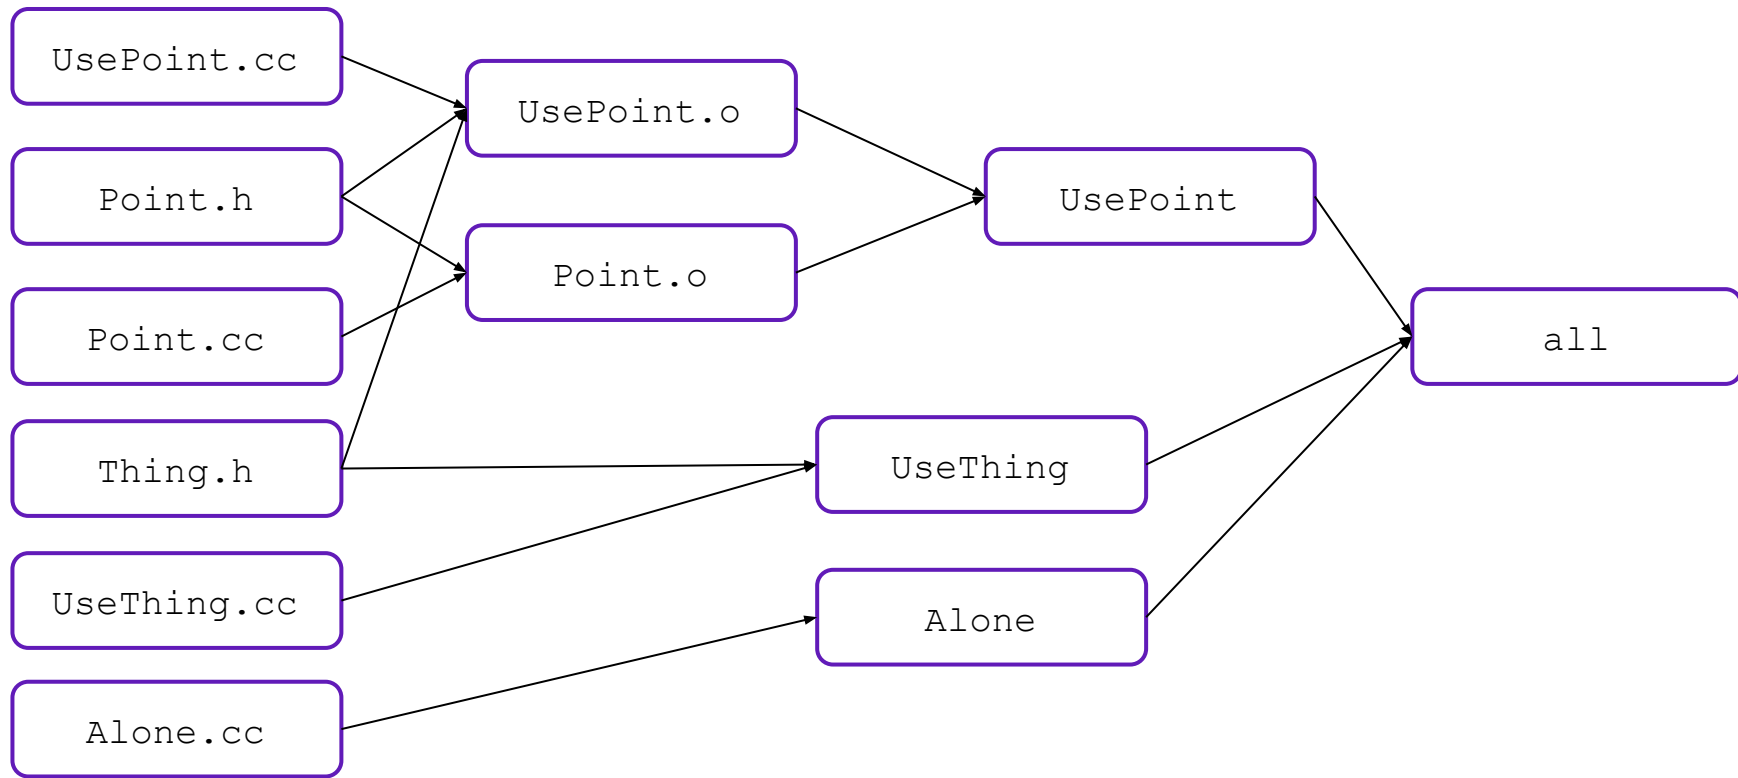 UsePoint.cc
Point.h
Point.cc
Thing.h
UseThing.cc
Alone.cc
UsePoint.o
Point.o
UsePoint
UseThing
Alone
all